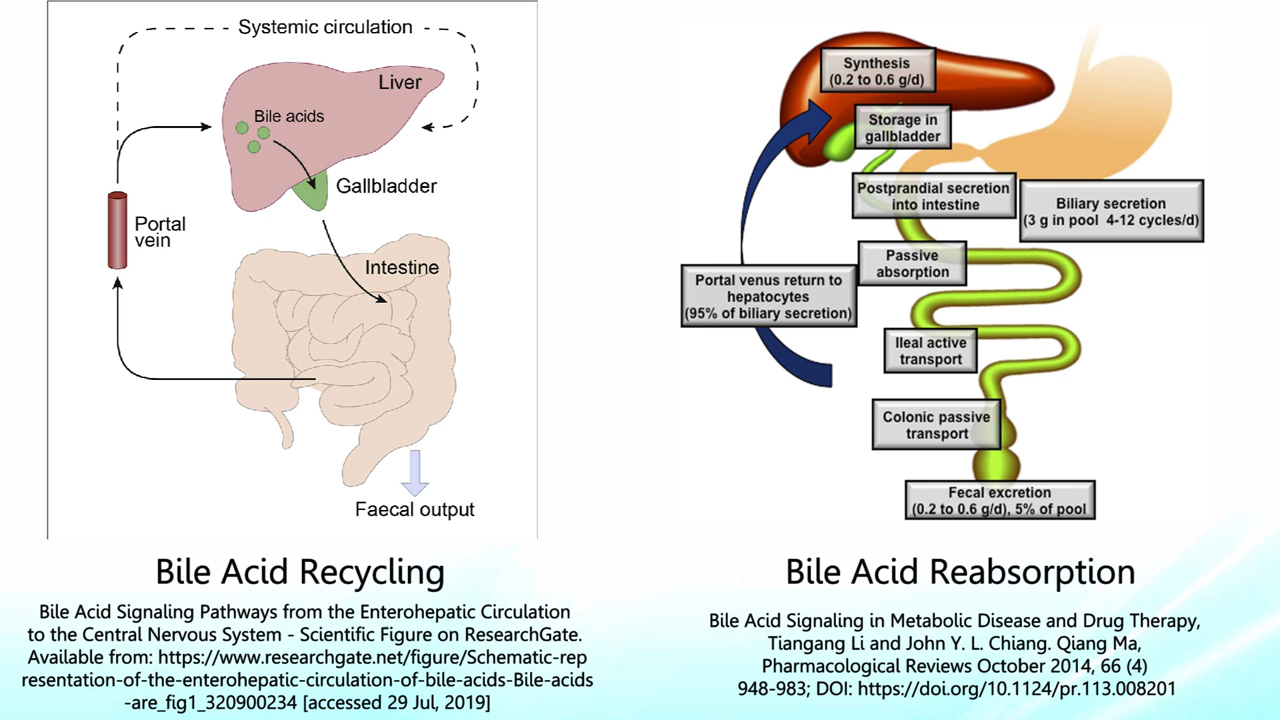 Systemic circulation
Liver
Bile acids
Gallbladder
Portal
vein
Intestine
Faecal output
Synthesis
(0.2 to 0.6 g/d)
Storage in
gallbladder
Postprandial secretion
into intestine
Biliary secretion
(3 g in pool 4-12 cycles/d)
Passive
absorption
Portal venus return to
hepatocytes
(95% of biliary secretion)
Ileal active
transport
Colonic passive
transport
Fecal excretion
(0.2 to 0.6 g/d), 5% of pool
Bile Acid Recycling
Bile Acid Signaling Pathways from the Enterohepatic Circulation
to the Central Nervous System - Scientific Figure on ResearchGate.
Available from: https://www.researchgate.net/figure/Schematic-rep
resentation-of-the-enterohepatic-circulation-of-bile-acids-Bile-acids
-are_fig1_320900234 [accessed 29 Jul, 2019]
Bile Acid Reabsorption
Bile Acid Signaling in Metabolic Disease and Drug Therapy,
Tiangang Li and John Y. L. Chiang. Qiang Ma,
Pharmacological Reviews October 2014, 66 (4)
948-983; DOI: https://doi.org/10.1124/pr.113.008201